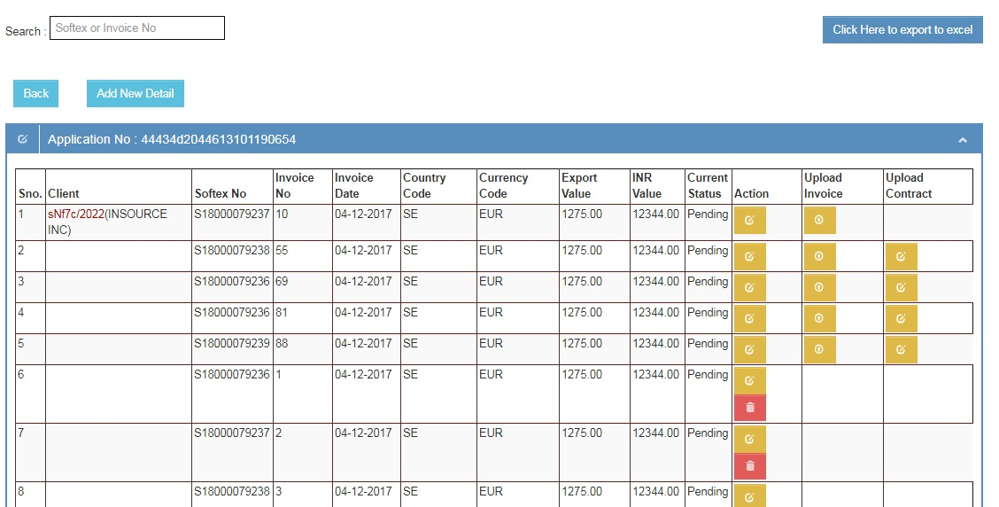 Search : Softex or Invoice No
Click Here to export to excel
Back Add New Detail
Application No : 44434d2044613101190654
Sno. Client Softex No Invoice No Invoice Date Country Code Currency Code Export Value INR Value Current Status Action Upload Invoice Upload Contract
1 sNf7c/2022(INSOURCE INC) S18000079237 10 04-12-2017 SE EUR 1275.00 12344.00 Pending
2 S18000079238 55 04-12-2017 SE EUR 1275.00 12344.00 Pending
3 S18000079236 69 04-12-2017 SE EUR 1275.00 12344.00 Pending
4 S18000079236 81 04-12-2017 SE EUR 1275.00 12344.00 Pending
5 S18000079239 88 04-12-2017 SE EUR 1275.00 12344.00 Pending
6 S18000079236 1 04-12-2017 SE EUR 1275.00 12344.00 Pending
7 S18000079237 2 04-12-2017 SE EUR 1275.00 12344.00 Pending
8 S18000079238 3 04-12-2017 SE EUR 1275.00 12344.00 Pending